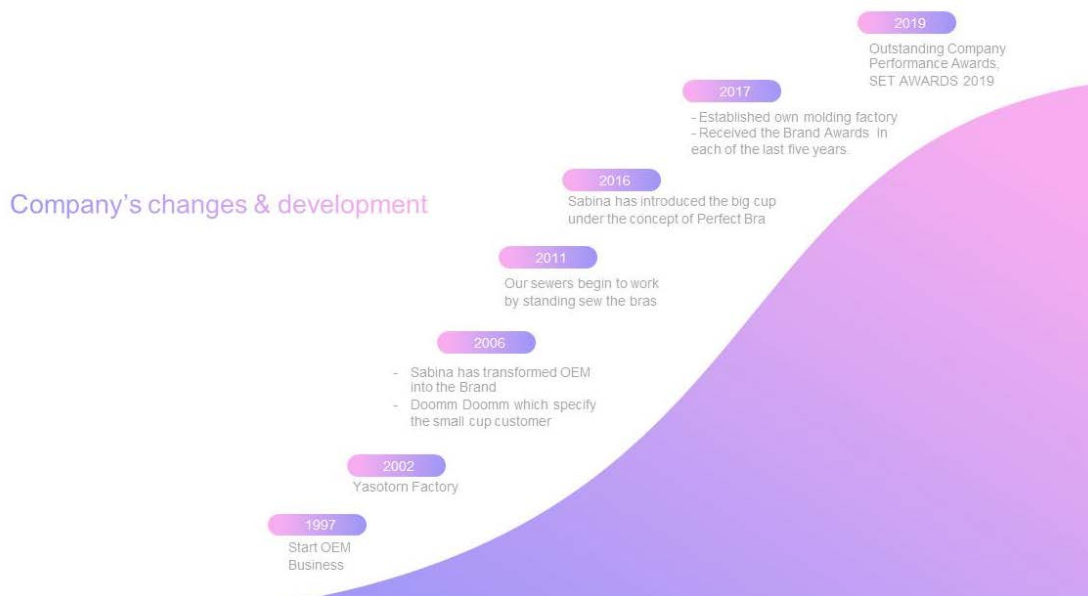 2019
Outstanding Company
Performance Awards,
SET AWARDS 2019
2017
- Established own molding factory
- Received the Brand Awards in
each of the last five years.
2016
Sabina has introduced the big cup
under the concept of Perfect Bra
Company's changes & development
2011
Our sewers begin to work
by standing sew the bras
2006
- Sabina has transformed OEM
into the Brand
- Doomm Doomm which specify
the small cup customer
2002
Yasotorn Factory
1997
Start OEM
Business